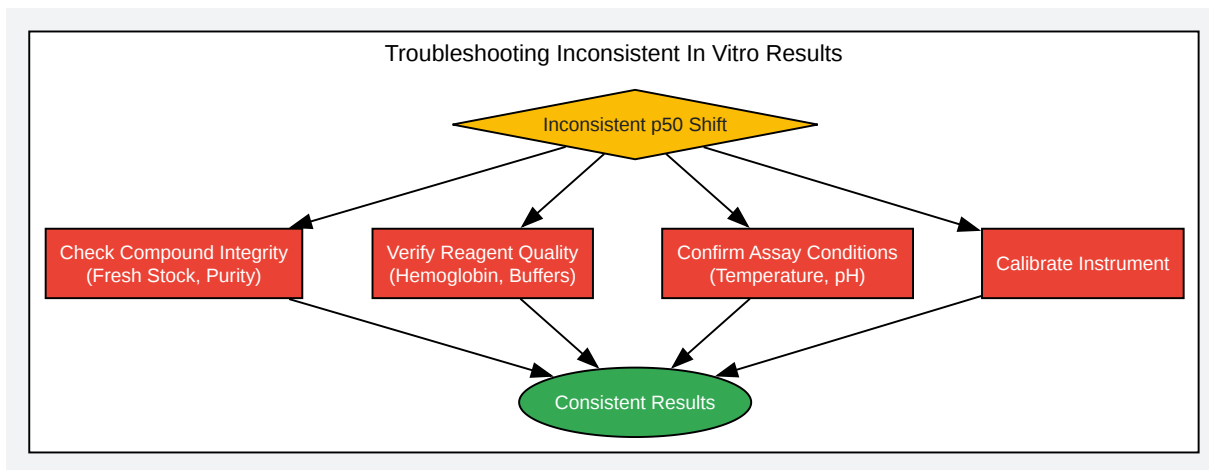 Troubleshooting Inconsistent In Vitro Results
Inconsistent p50 Shift
Check Compound Integrity
(Fresh Stock, Purity)
Verify Reagent Quality
(Hemoglobin, Buffers)
Confirm Assay Conditions
(Temperature, pH)
Calibrate Instrument
Consistent Results